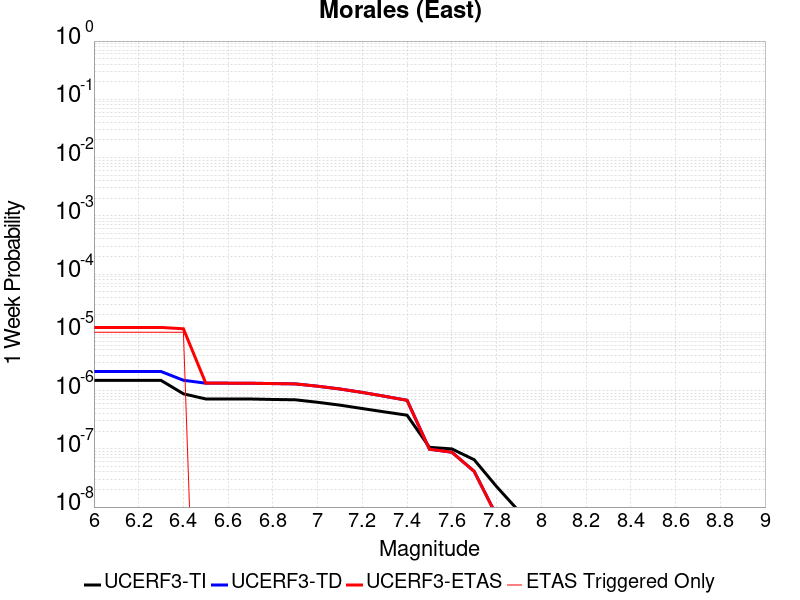 Morales (East)
10^0
10^-1
10^-2
10^-3
10^-4
10^-5
10^-6
10^-7
10^-8
1 Week Probability
6 6.2 6.4 6.6 6.8 7 7.2 7.4 7.6 7.8 8 8.2 8.4 8.6 8.8 9
Magnitude
UCERF3-TI UCERF3-TD UCERF3-ETAS ETAS Triggered Only